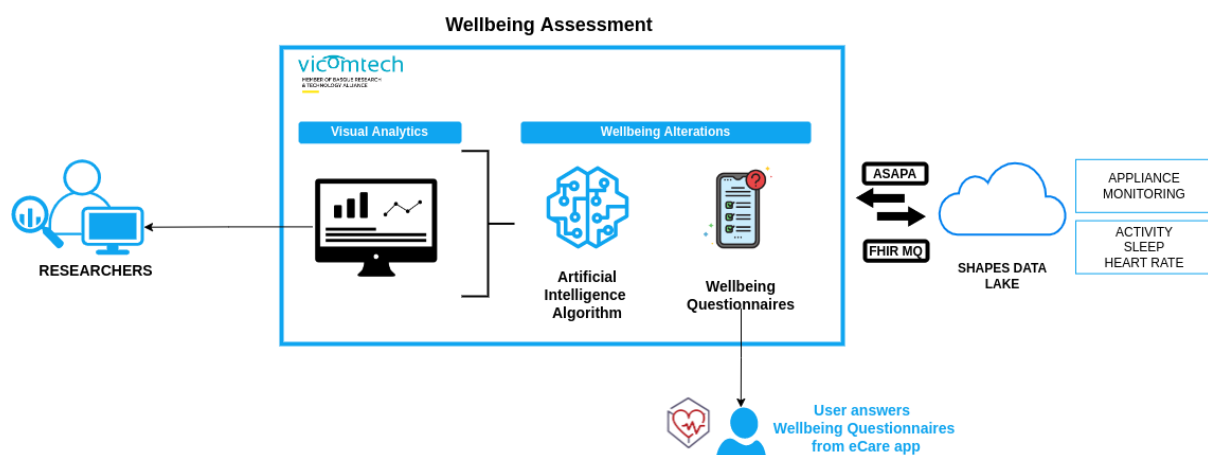 Wellbeing Assessment
vicomtech
MEMBER OF BASQUE RESEARCH
& TECHNOLOGY ALLIANCE
Visual Analytics
Wellbeing Alterations
?
Artificial
Intelligence
Algorithm
Wellbeing
Questionnaires
RESEARCHERS
ASAPA
FHIR MQ
SHAPES DATA
LAKE
APPLIANCE
MONITORING
ACTIVITY
SLEEP
HEART RATE
User answers
Wellbeing Questionnaires
from eCare app